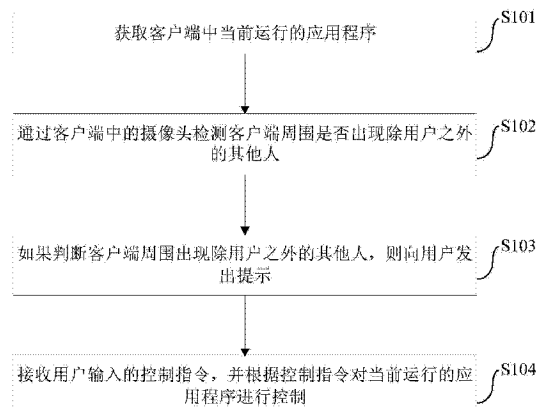 获取客户端中当前运行的应用程序
S101
通过客户端中的摄像头检测客户端周围是否出现除用户之外
的其他人
S102
如果判断客户端周围出现除用户之外的其他人，则向用户发
出提示
S103
接收用户输入的控制指令，并根据控制指令对当前运行的应
用程序进行控制
S104